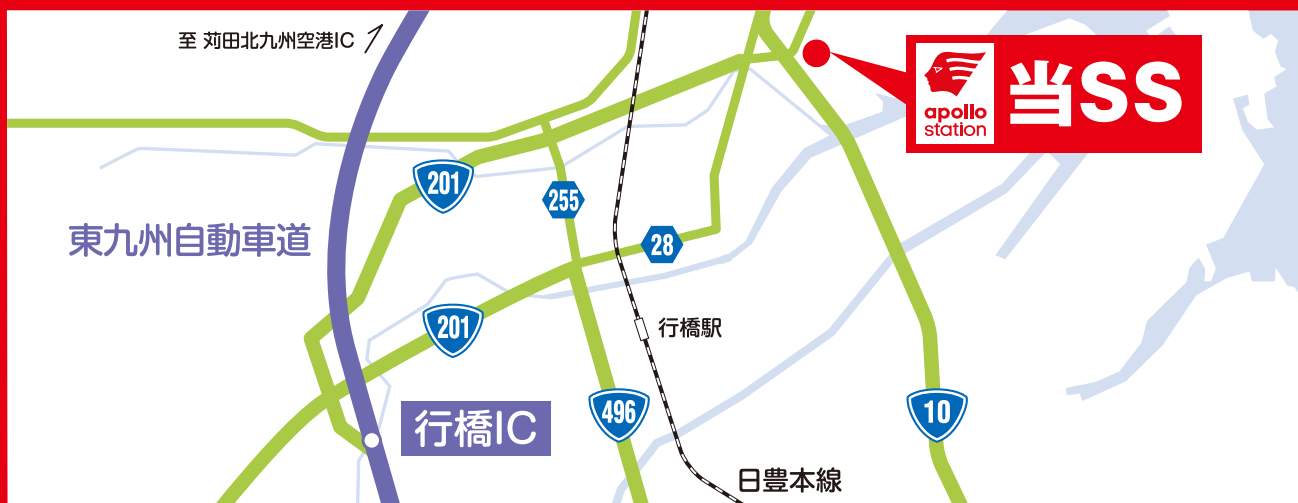 至 苅田北九州空港IC
apollo
station
当SS
201
255
東九州自動車道
28
201
行橋駅
496
10
行橋IC
日豊本線